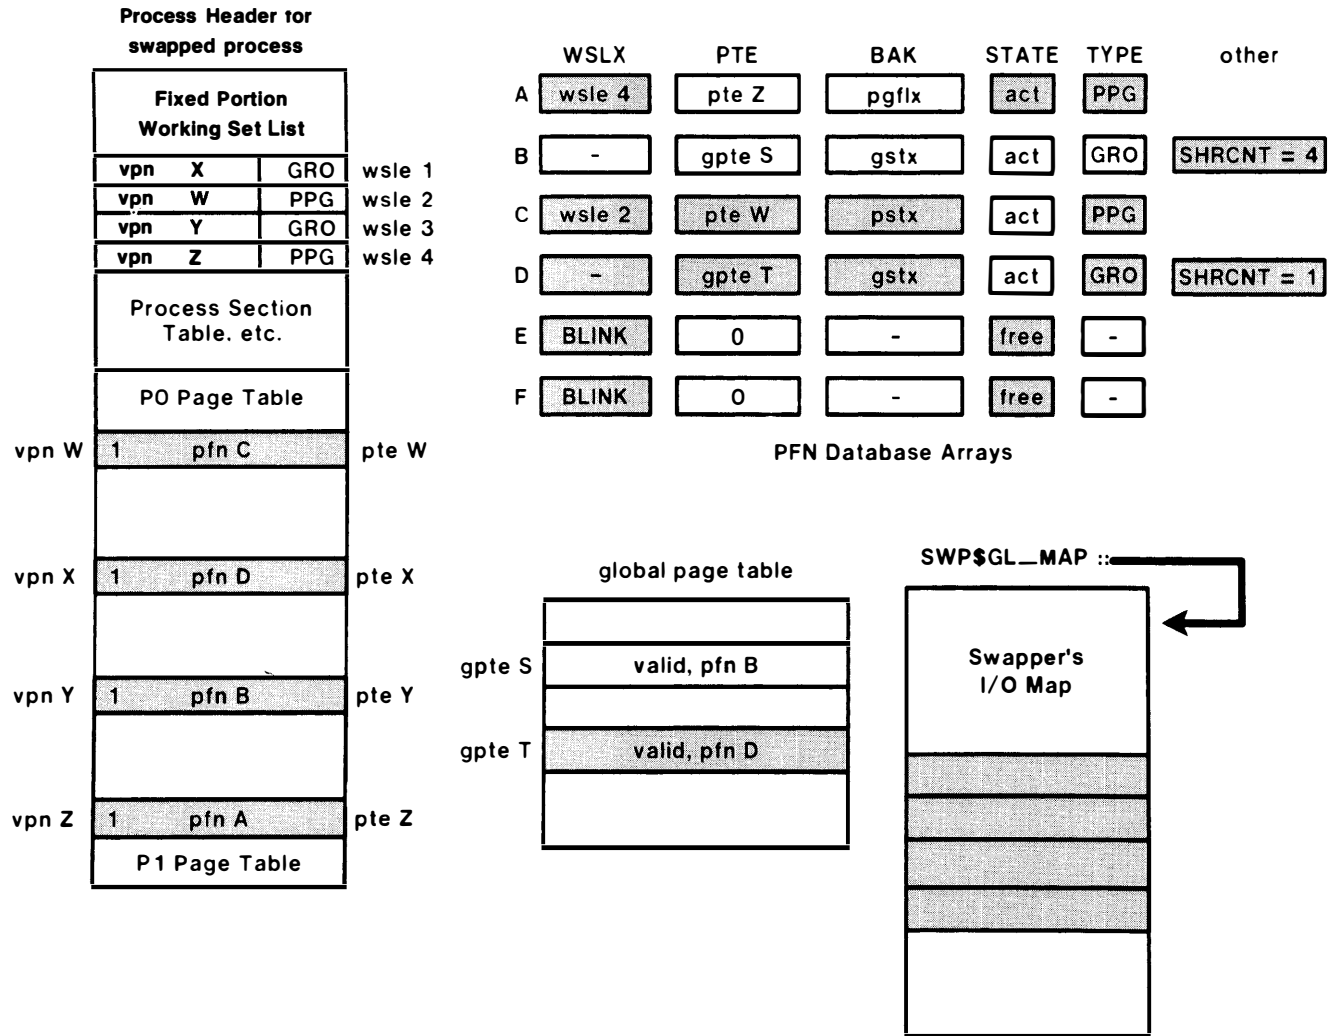 Process Header for
swapped process
Fixed Portion
Working Set List
vpn X GRO wsle 1
vpn W PPG wsle 2
vpn Y GRO wsle 3
vpn Z PPG wsle 4
Process Section
Table. etc.
P0 Page Table
vpn W 1 pfn C pte W
vpn X 1 pfn D pte X
vpn Y 1 pfn B pte Y
vpn Z 1 pfn A pte Z
P1 Page Table
WSLX PTE BAK STATE TYPE other
A wsle 4 pte Z pgflx act PPG
B - gpte S gstx act GRO SHRCNT = 4
C wsle 2 pte W pstx act PPG
D - gpte T gstx act GRO SHRCNT = 1
E BLINK 0 - free -
F BLINK 0 - free -
PFN Database Arrays
global page table
gpte S valid, pfn B
gpte T valid, pfn D
SWP$GL_MAP ::
Swapper's
I/O Map